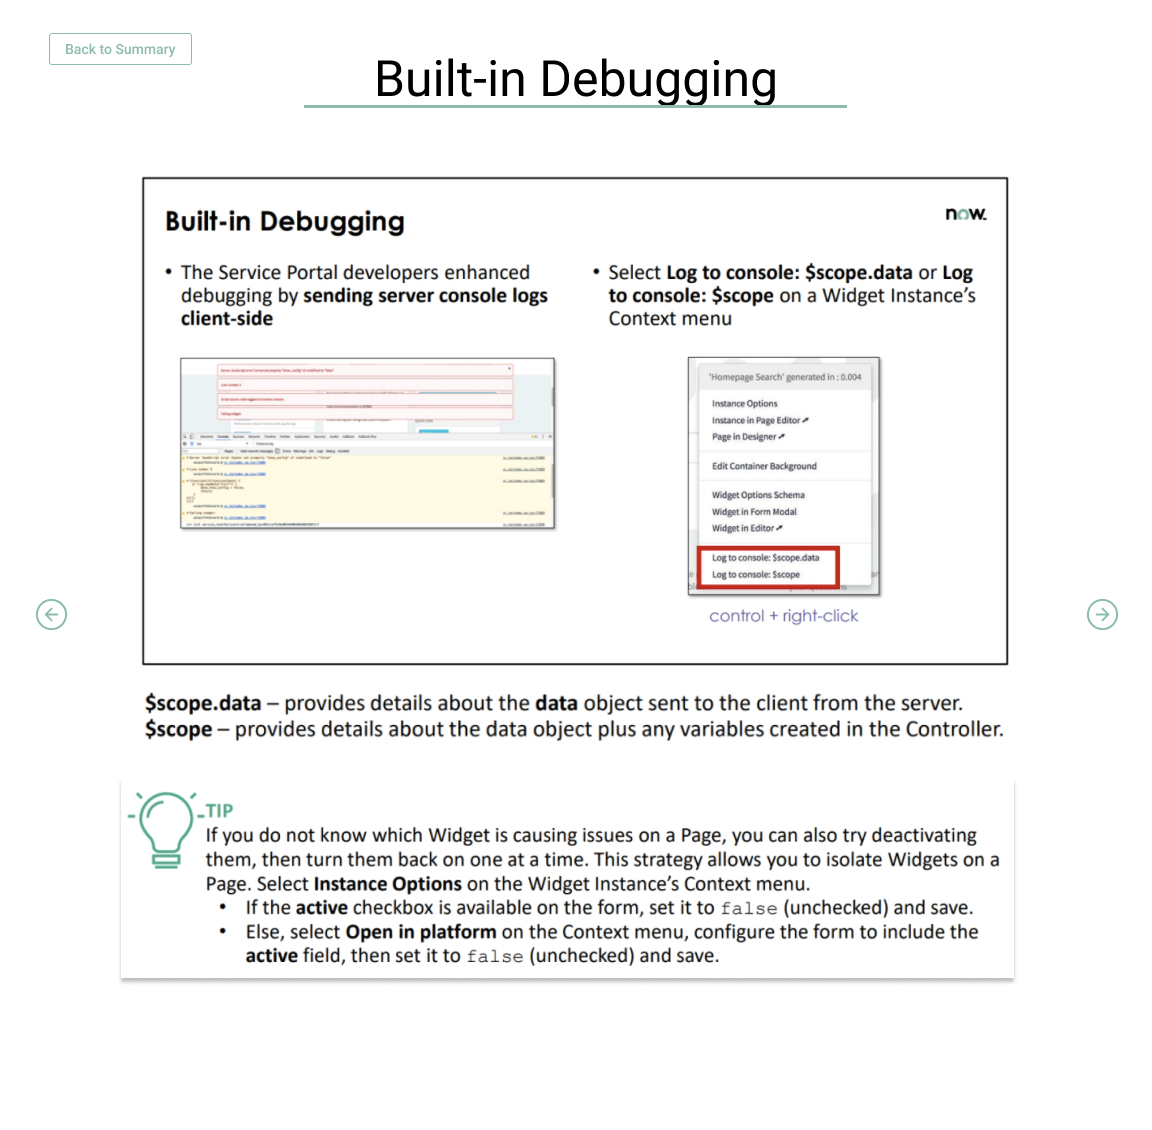 Back to Summary
Built-in Debugging
Built-in Debugging
now.
• The Service Portal developers enhanced
debugging by sending server console logs
client-side
• Select Log to console: $scope.data or Log
to console: $scope on a Widget Instance's
Context menu
'Homepage Search' generated in : 0.004
Instance Options
Instance in Page Editor
Page in Designer
Edit Container Background
Widget Options Schema
Widget in Form Modal
Widget in Editor
Log to console: $scope.data
Log to console: $scope
control + right-click
$scope.data – provides details about the data object sent to the client from the server.
$scope – provides details about the data object plus any variables created in the Controller.
TIP
If you do not know which Widget is causing issues on a Page, you can also try deactivating
them, then turn them back on one at a time. This strategy allows you to isolate Widgets on a
Page. Select Instance Options on the Widget Instance's Context menu.
• If the active checkbox is available on the form, set it to false (unchecked) and save.
• Else, select Open in platform on the Context menu, configure the form to include the
active field, then set it to false (unchecked) and save.